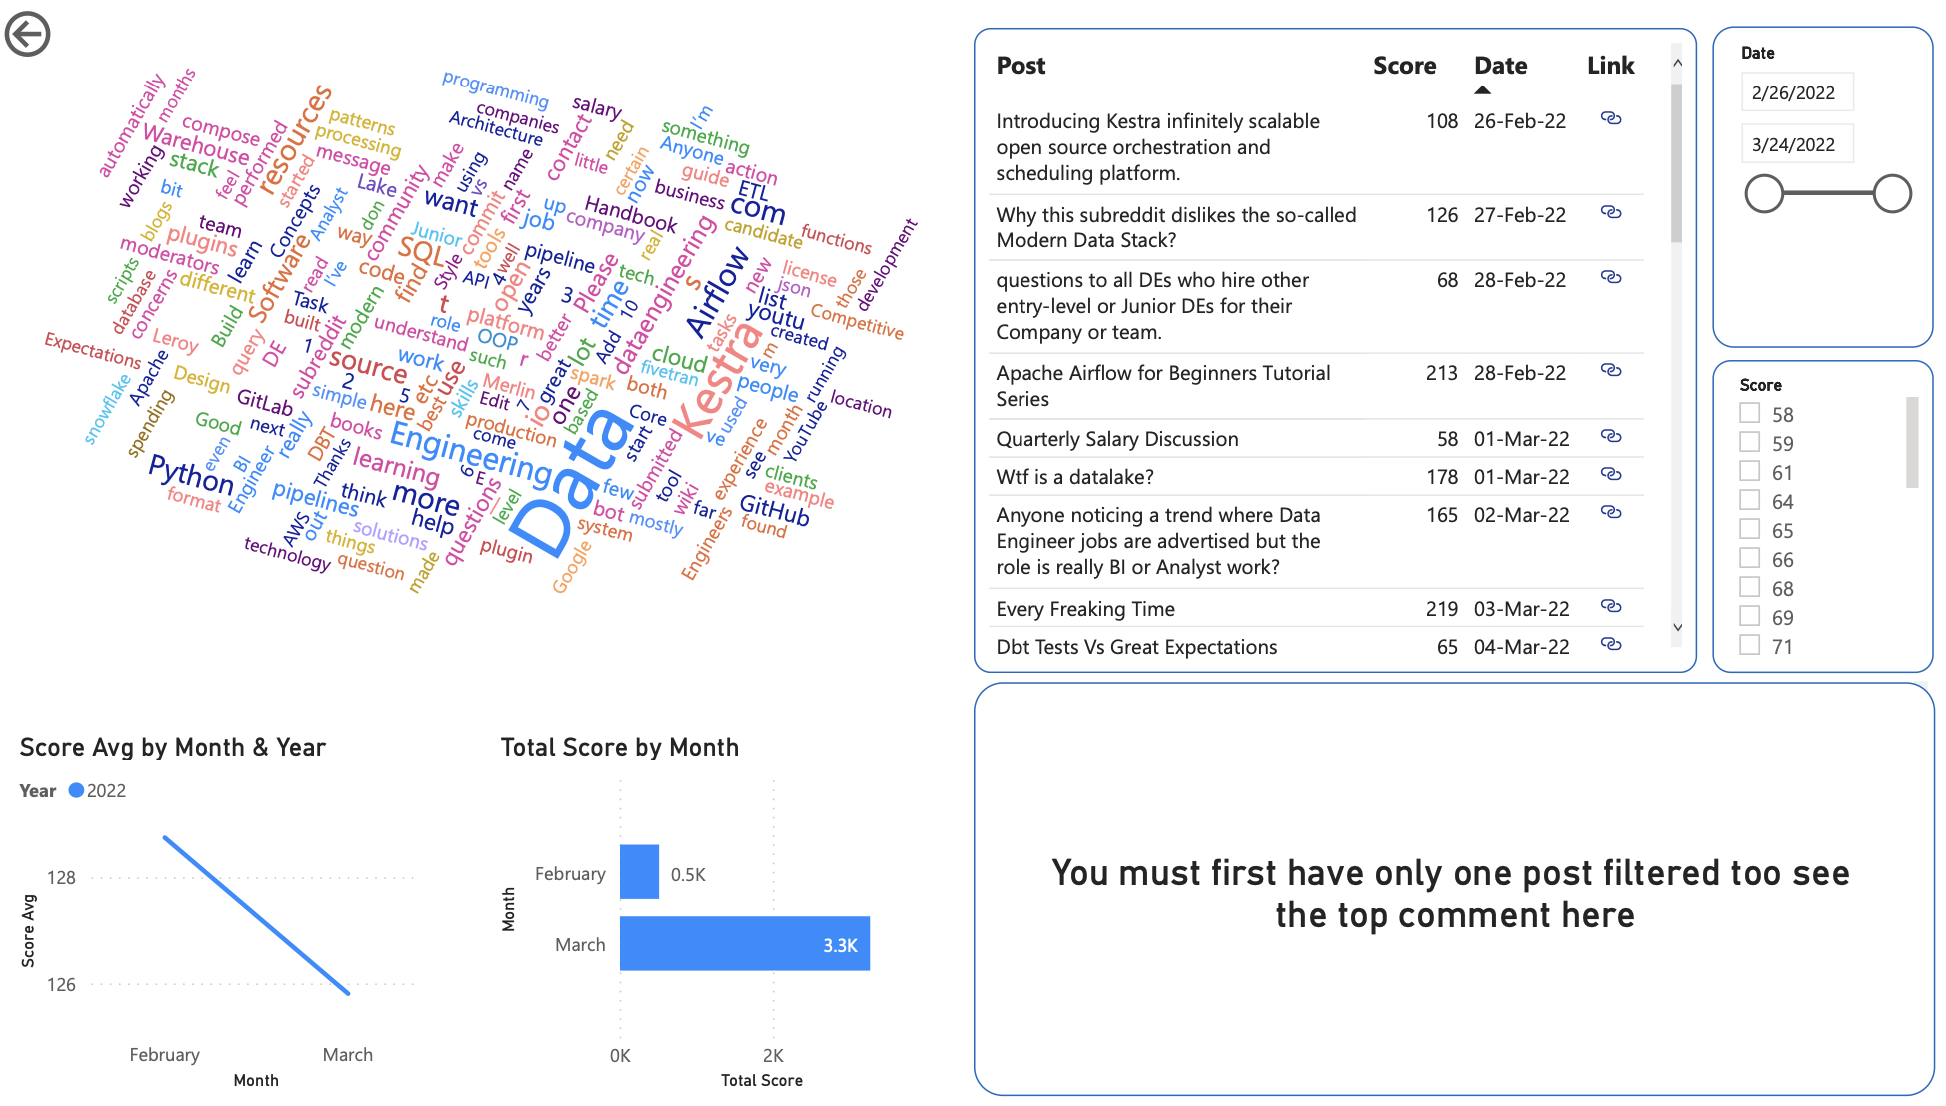 programming
automatically
months
resources
patterns
processing
companies
Architecture
salary
contact
need
I'm
something
Anyone
action
compose
Warehouse
performed
started
message
make
using
vs
name
little
certain
now
guide
business
ETL
com
working
stack
feel
bit
Concepts
Analyst
Lake
don
community
want
commit
first
up
job
company
Handbook
real
candidate
functions
development
blogs
team
plugins
moderators
learn
way
Junior
SQL
tools
well
pipeline
Please
tech
dataengineering
s
Airflow
new
license
json
those
scripts
database
concerns
different
Software
read
I've
code
find
Style
API
4
open
years
3
time
10
list
youtu
created
Competitive
Build
Task
built
modern
t
role
platform
understand
OOP
r
better
Add
tasks
Kestra
m
Expectations
Leroy
query
DE
subreddit
1
source
work
such
great
lot
cloud
fivetran
very
people
running
snowflake
Apache
Design
GitLab
2
simple
5
here
etc
best
use
skills
Merlin
Edit
7
io
one
spark
based
both
Core
start
used
ve
month
YouTube
location
spending
Good
next
really
DBT
books
Engineering
production
come
Data
submitted
experience
see
clients
example
Python
even
BI
Engineer
Thanks
learning
6
E
level
few
tool
wiki
far
GitHub
found
format
pipelines
think
more
questions
help
bot
mostly
system
Engineers
AWS
out
solutions
things
technology
question
made
plugin
Google
Post Score Date Link
Introducing Kestra infinitely scalable
open source orchestration and
scheduling platform.
108 26-Feb-22
Why this subreddit dislikes the so-called
Modern Data Stack?
126 27-Feb-22
questions to all DEs who hire other
entry-level or Junior DEs for their
Company or team.
68 28-Feb-22
Apache Airflow for Beginners Tutorial
Series
213 28-Feb-22
Quarterly Salary Discussion 58 01-Mar-22
Wtf is a datalake? 178 01-Mar-22
Anyone noticing a trend where Data
Engineer jobs are advertised but the
role is really BI or Analyst work?
165 02-Mar-22
Every Freaking Time 219 03-Mar-22
Dbt Tests Vs Great Expectations 65 04-Mar-22
Date
2/26/2022
3/24/2022
Score
58
59
61
64
65
66
68
69
71
Score Avg by Month & Year
Year 2022
Score Avg
128
126
February March
Month
Total Score by Month
Month
February 0.5K
March 3.3K
0K 2K
Total Score
You must first have only one post filtered too see
the top comment here